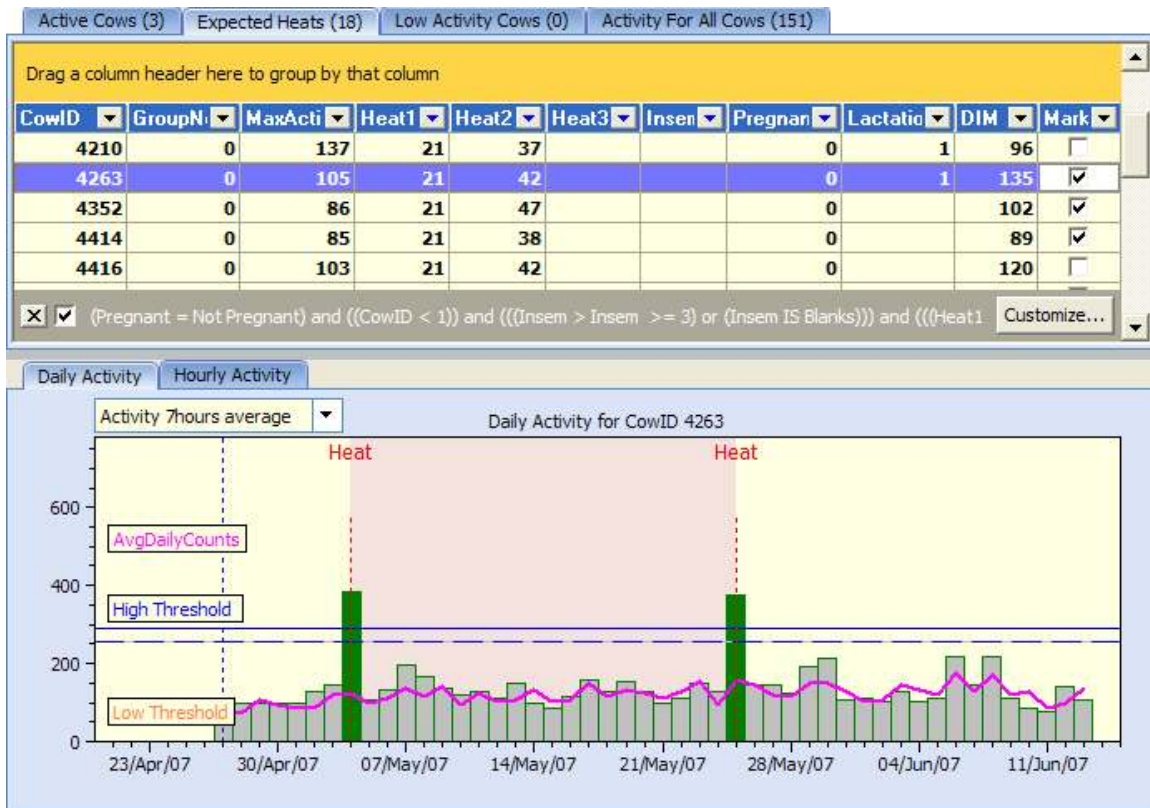 Active Cows (3) Expected Heats (18) Low Activity Cows (0) Activity For All Cows (151)
Drag a column header here to group by that column
CowID GroupN MaxActi Heat1 Heat2 Heat3 Insem Pregnan Lactatio DIM Mark
4210 0 137 21 37 0 1 96
4263 0 105 21 42 0 1 135
4352 0 86 21 47 0 102
4414 0 85 21 38 0 89
4416 0 103 21 42 0 120
(Pregnant = Not Pregnant) and ((CowID < 1)) and (((Insem > Insem >= 3) or (Insem IS Blanks))) and (((Heat1 Customize...
Daily Activity Hourly Activity
Activity 7hours average Daily Activity for CowID 4263
Heat Heat
600
AvgDailyCounts
400
High Threshold
200
Low Threshold
0
23/Apr/07 30/Apr/07 07/May/07 14/May/07 21/May/07 28/May/07 04/Jun/07 11/Jun/07